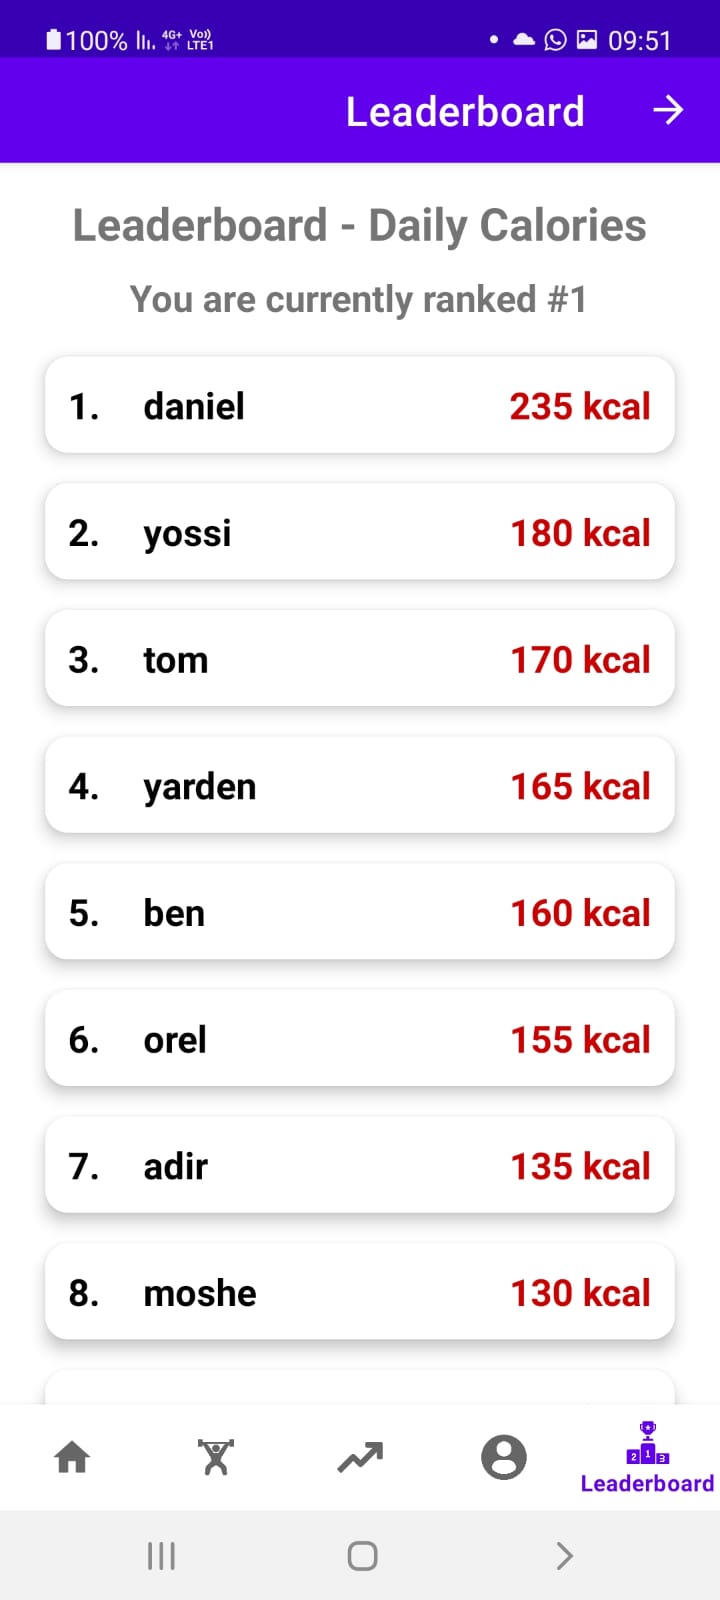 100% 4G+ Vo)) LTE1 09:51
Leaderboard
Leaderboard - Daily Calories
You are currently ranked #1
1. daniel 235 kcal
2. yossi 180 kcal
3. tom 170 kcal
4. yarden 165 kcal
5. ben 160 kcal
6. orel 155 kcal
7. adir 135 kcal
8. moshe 130 kcal
2 1 3
Leaderboard